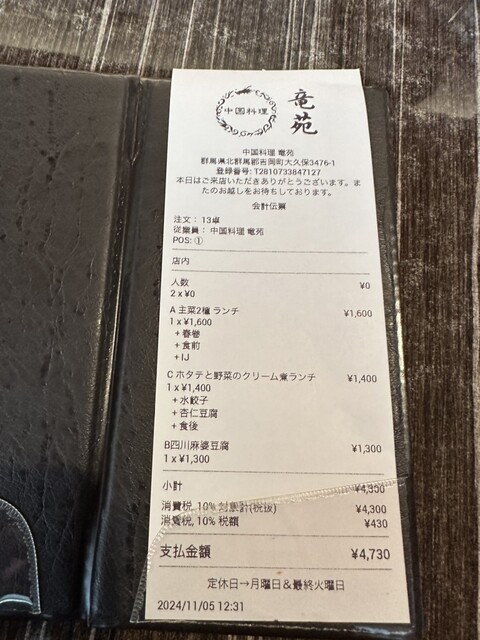 中国料理
竜苑
中国料理 竜苑
群馬県北群馬郡吉岡町大久保3476-1
登録番号: T2810733847127
本日はご来店いただきありがとうございます。ま
たのお越しをお待ちしております。
会計伝票
注文： 13卓
従業員： 中国料理 竜苑
POS: ①
店内
人数 ¥0
2 x ¥0
A 主菜2種 ランチ ¥1,600
1 x ¥1,600
+ 春巻
+ 食前
+ IJ
C ホタテと野菜のクリーム煮ランチ ¥1,400
1 x ¥1,400
+ 水餃子
+ 杏仁豆腐
+ 食後
B四川麻婆豆腐 ¥1,300
1 x ¥1,300
小計 ¥4,300
消費税, 10% 対象計(税抜) ¥4,300
消費税, 10% 税額 ¥430
支払金額 ¥4,730
定休日→月曜日＆最終火曜日
2024/11/05 12:31